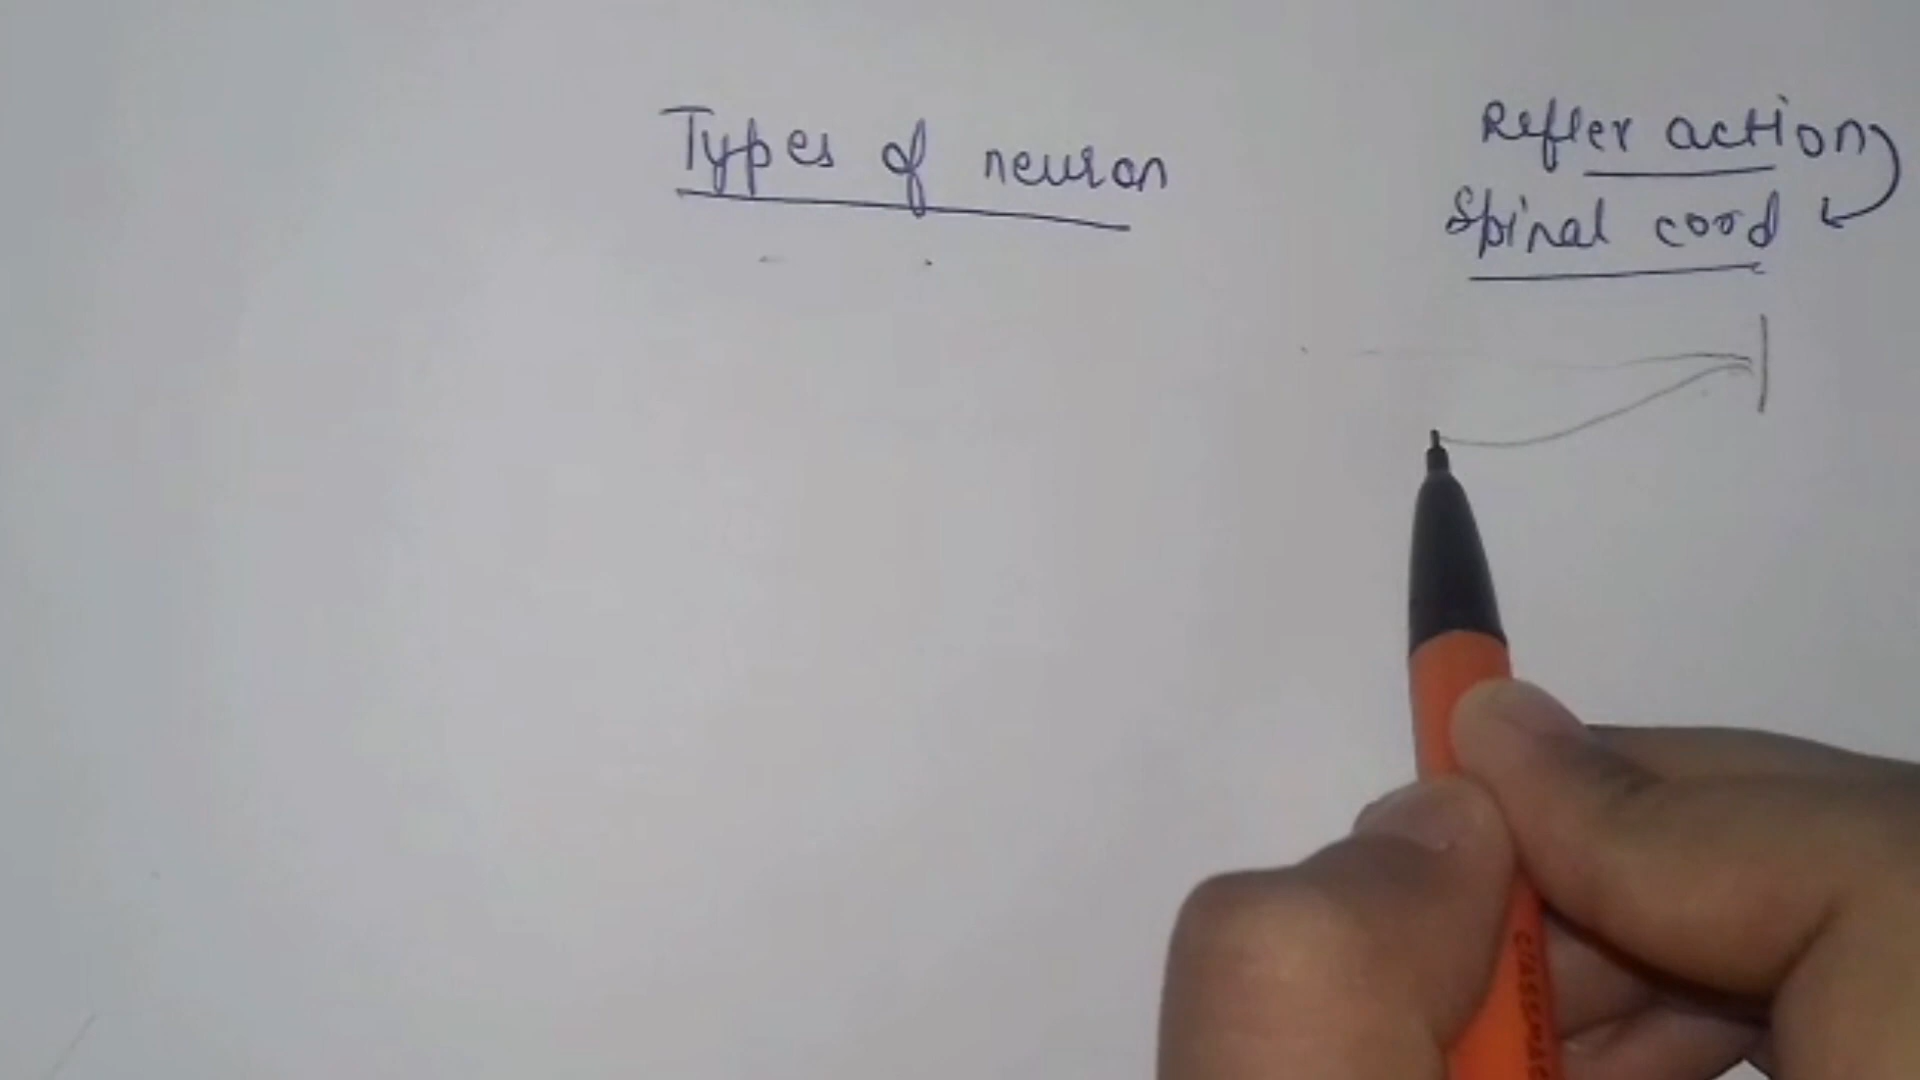 Types of neuron
Refler action
Spinal cord